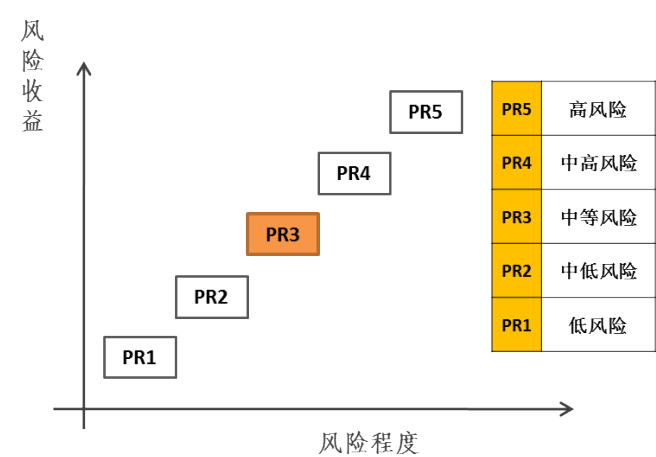 风险收益
PR5
PR4
PR3
PR2
PR1
风险程度
PR5 高风险
PR4 中高风险
PR3 中等风险
PR2 中低风险
PR1 低风险